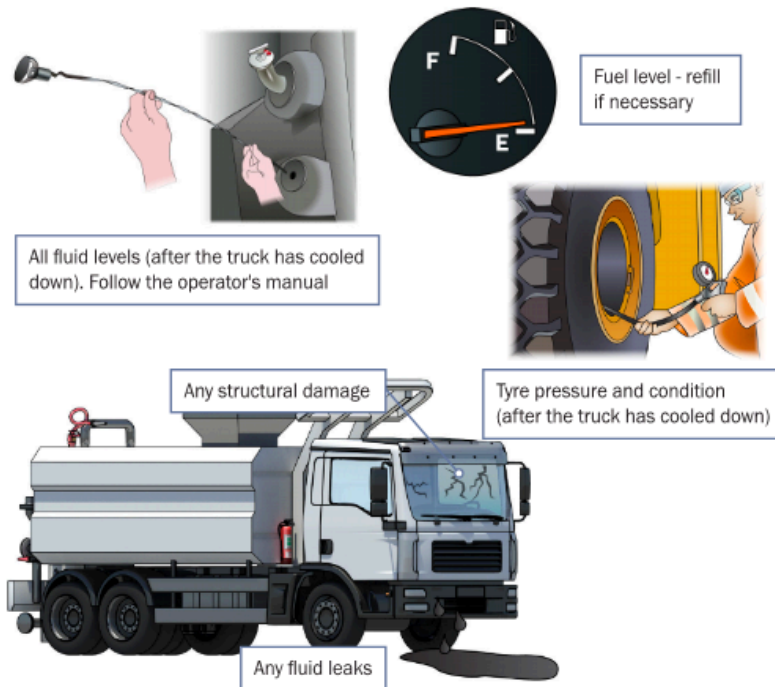 F
E
Fuel level - refill
if necessary
All fluid levels (after the truck has cooled
down). Follow the operator's manual
Any structural damage
Tyre pressure and condition
(after the truck has cooled down)
Any fluid leaks